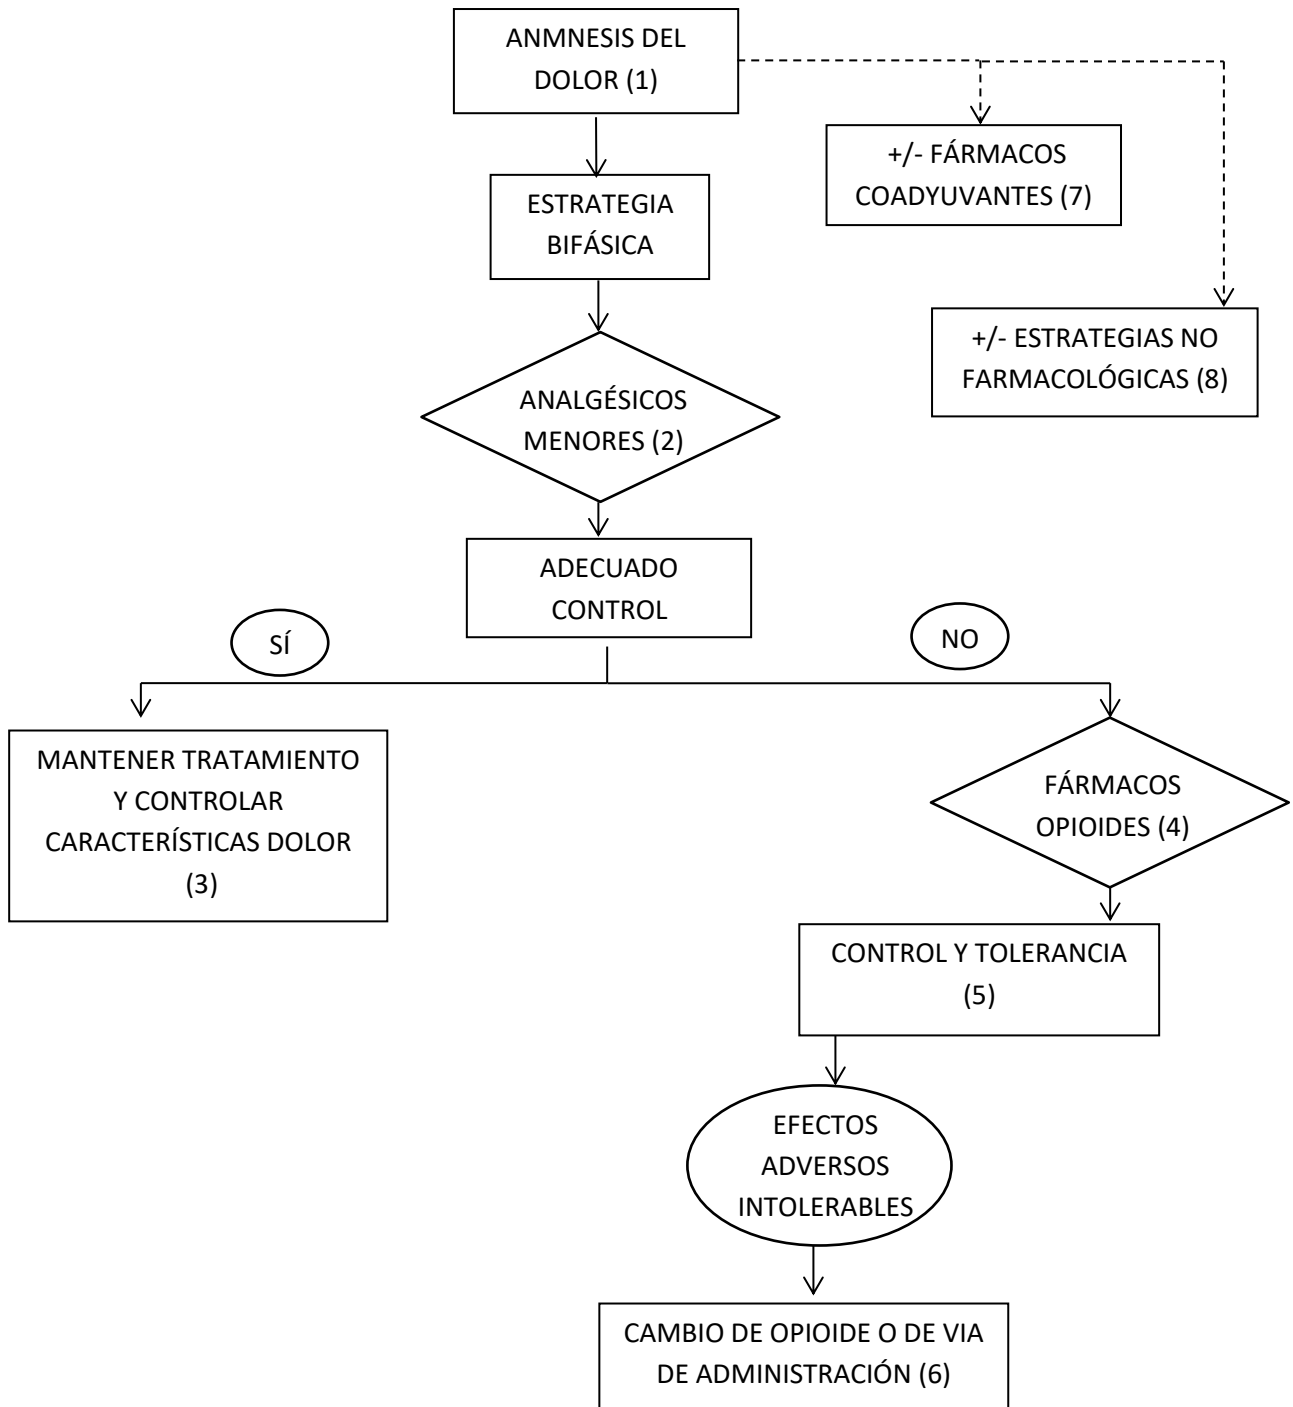 ANMNESIS DEL
DOLOR (1)
+/- FÁRMACOS
COADYUVANTES (7)
ESTRATEGIA
BIFÁSICA
+/- ESTRATEGIAS NO
FARMACOLÓGICAS (8)
ANALGÉSICOS
MENORES (2)
ADECUADO
CONTROL
SÍ
NO
MANTENER TRATAMIENTO
Y CONTROLAR
CARACTERÍSTICAS DOLOR
(3)
FÁRMACOS
OPIOIDES (4)
CONTROL Y TOLERANCIA
(5)
EFECTOS
ADVERSOS
INTOLERABLES
CAMBIO DE OPIOIDE O DE VIA
DE ADMINISTRACIÓN (6)